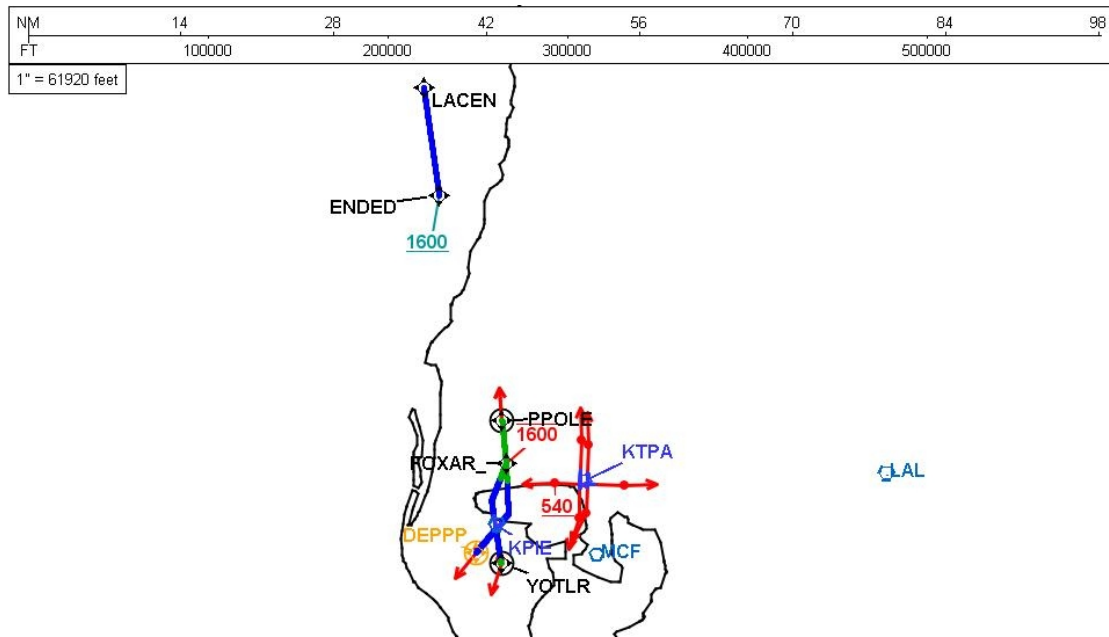 NM 14 28 42 56 70 84 98
FT 100000 200000 300000 400000 500000
1" = 61920 feet
LACEN
ENDED
1600
PPOLE
1600
FOXAR_
KTPA
LAL
540
DEPPP
KPIE
MCF
YOTLR